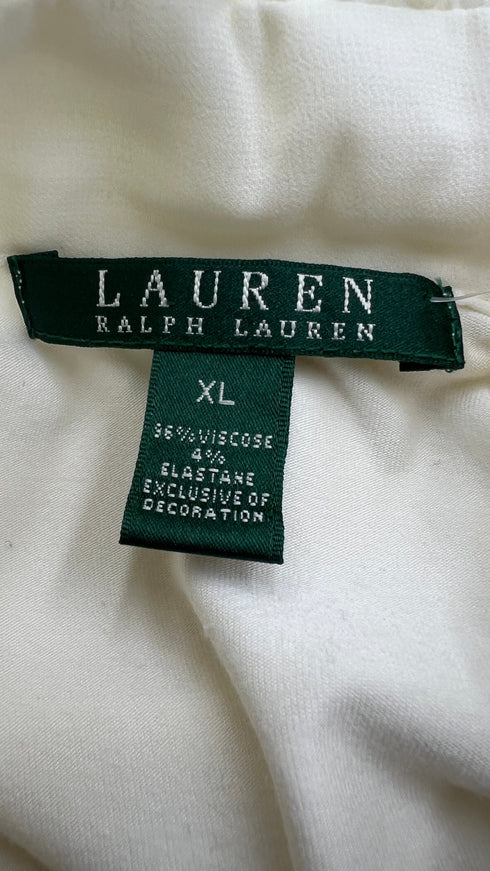 LAUREN
RALPH LAUREN
XL
96% VISCOSE
4%
ELASTANE
EXCLUSIVE OF
DECORATION